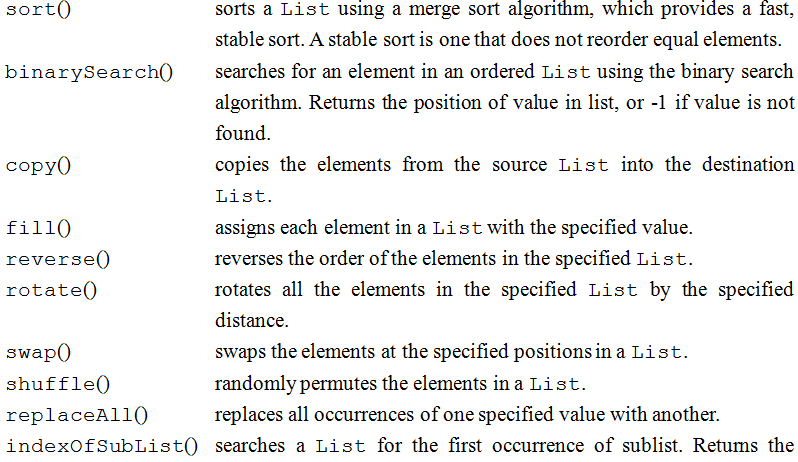 sort() sorts a List using a merge sort algorithm, which provides a fast,
stable sort. A stable sort is one that does not reorder equal elements.
binarySearch() searches for an element in an ordered List using the binary search
algorithm. Returns the position of value in list, or -1 if value is not
found.
copy() copies the elements from the source List into the destination
List.
fill() assigns each element in a List with the specified value.
reverse() reverses the order of the elements in the specified List.
rotate() rotates all the elements in the specified List by the specified
distance.
swap() swaps the elements at the specified positions in a List.
shuffle() randomly permutes the elements in a List.
replaceAll() replaces all occurrences of one specified value with another.
indexOfSubList() searches a List for the first occurrence of sublist. Returns the